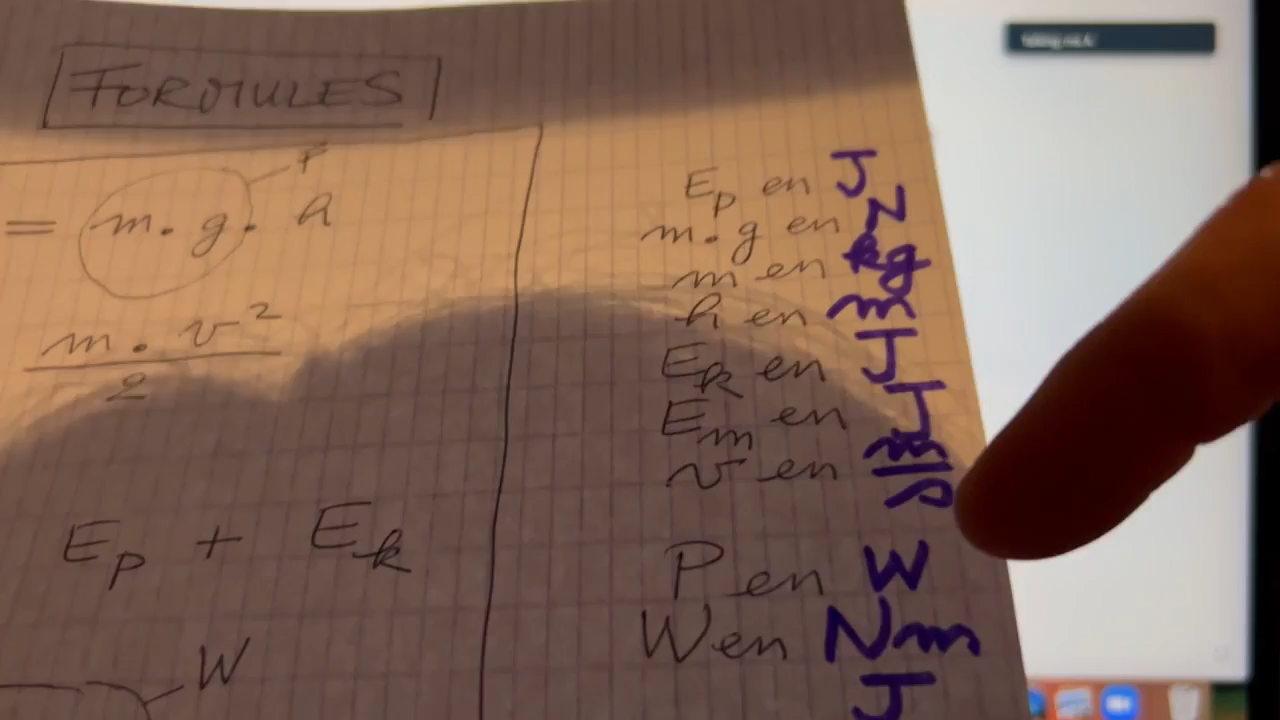 FORMULES
F
= m.g. h
m.v²
2
Ep + Ek
W
Ep en J
m.g en N
m en kg
h en m
Ek en J
Em en J
v en m/s
P en W
W en Nm
J